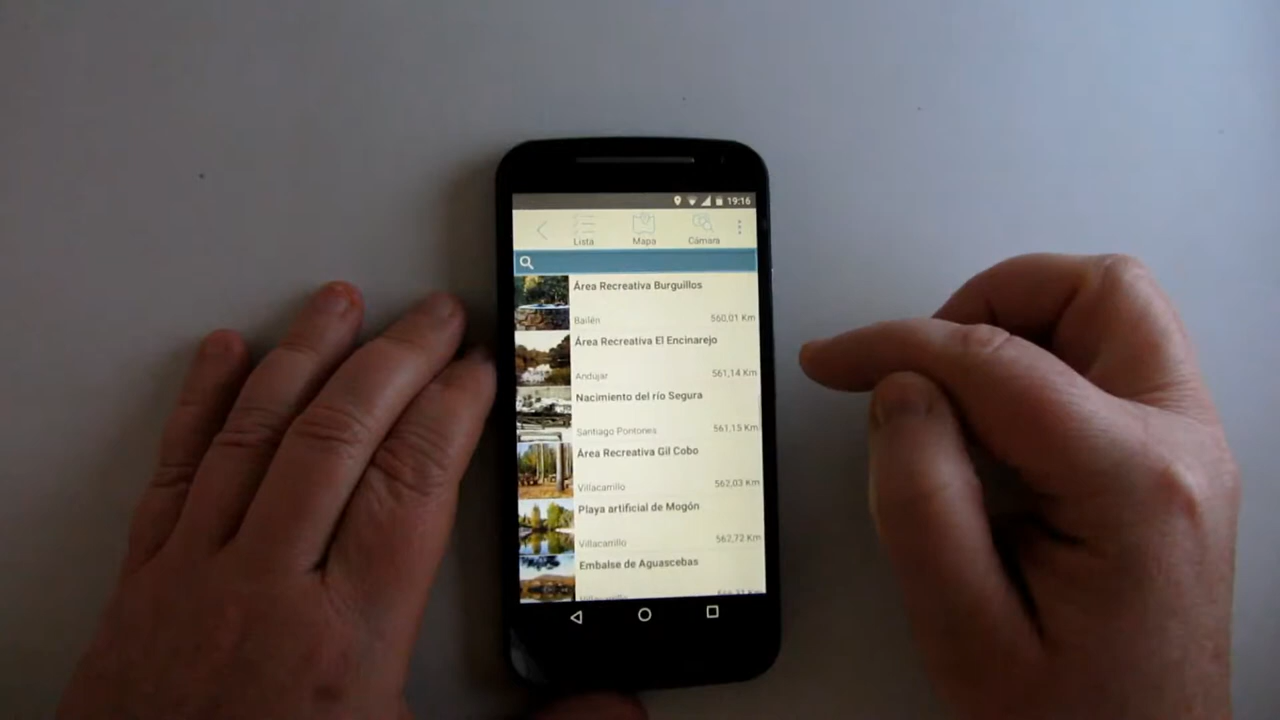 19:16
Lista Mapa Cámara
Área Recreativa Burguillos
Bailén 560,01 Km
Área Recreativa El Encinarejo
Andújar 561,14 Km
Nacimiento del río Segura
Santiago Pontones 561,15 Km
Área Recreativa Gil Cobo
Villacarrillo 562,03 Km
Playa artificial de Mogón
Villacarrillo 562,72 Km
Embalse de Aguascebas